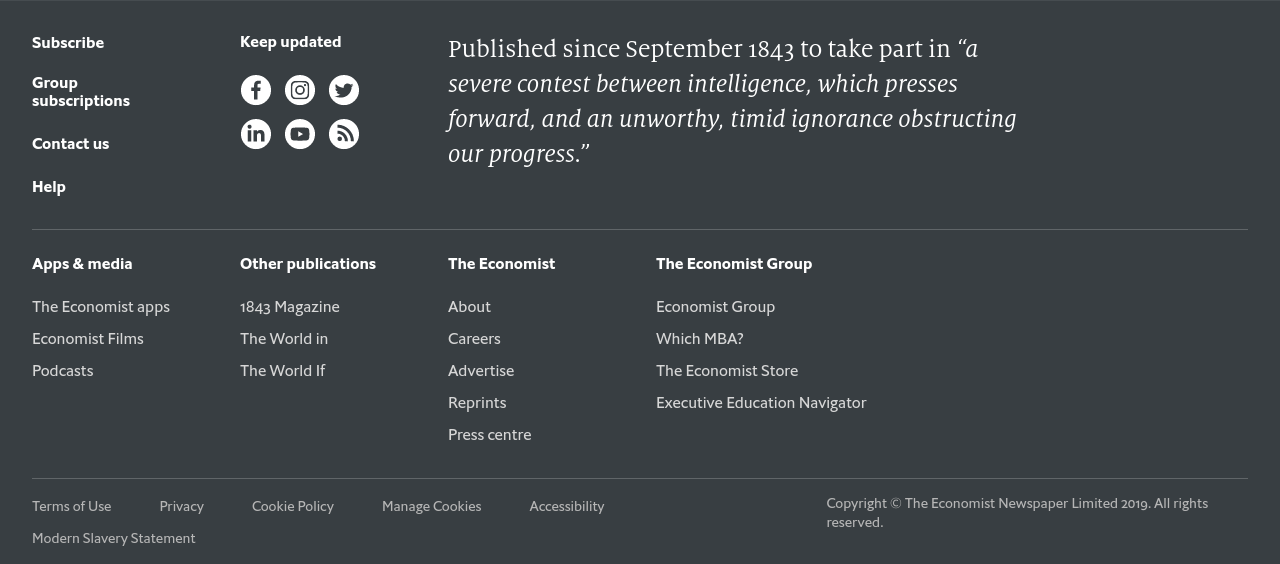 Subscribe
Group
subscriptions
Contact us
Help
Keep updated
Published since September 1843 to take part in “a
severe contest between intelligence, which presses
forward, and an unworthy, timid ignorance obstructing
our progress.”
Apps & media
The Economist apps
Economist Films
Podcasts
Other publications
1843 Magazine
The World in
The World If
The Economist
About
Careers
Advertise
Reprints
Press centre
The Economist Group
Economist Group
Which MBA?
The Economist Store
Executive Education Navigator
Terms of Use
Privacy
Cookie Policy
Manage Cookies
Accessibility
Modern Slavery Statement
Copyright © The Economist Newspaper Limited 2019. All rights
reserved.